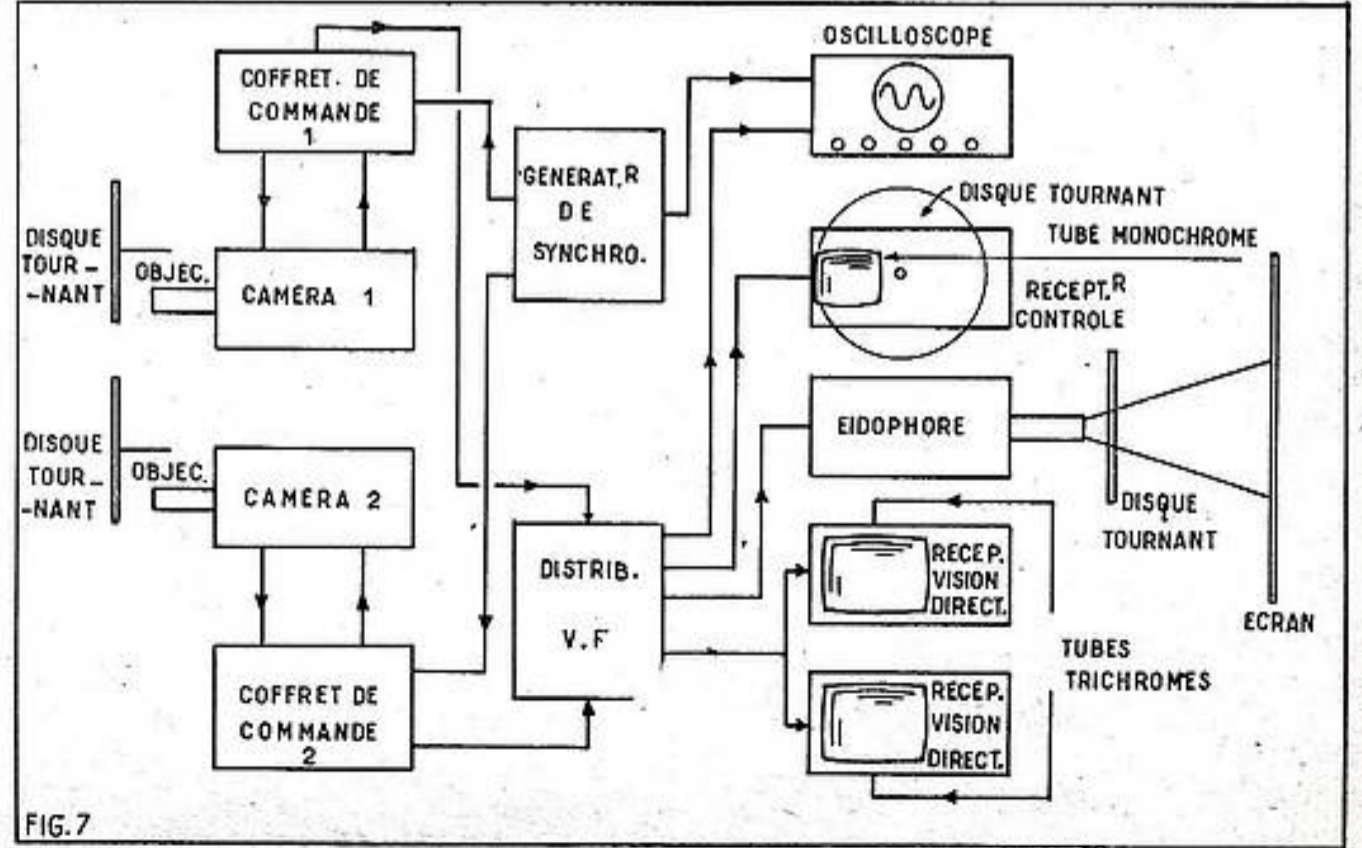 OSCILLOSCOPE
COFFRET. DE
COMMANDE
1
GENERAT.R
DE
SYNCHRO.
DISQUE TOURNANT
TUBE MONOCHROME
RECEPT.R
CONTROLE
DISQUE
TOUR-
-NANT
OBJEC.
CAMÉRA 1
DISQUE
TOUR-
-NANT
OBJEC.
CAMÉRA 2
EIDOPHORE
DISQUE
TOURNANT
ECRAN
DISTRIB.
V.F
RECEP.
VISION
DIRECT.
TUBES
TRICHROMES
COFFRET DE
COMMANDE
2
RECEP.
VISION
DIRECT.
FIG.7